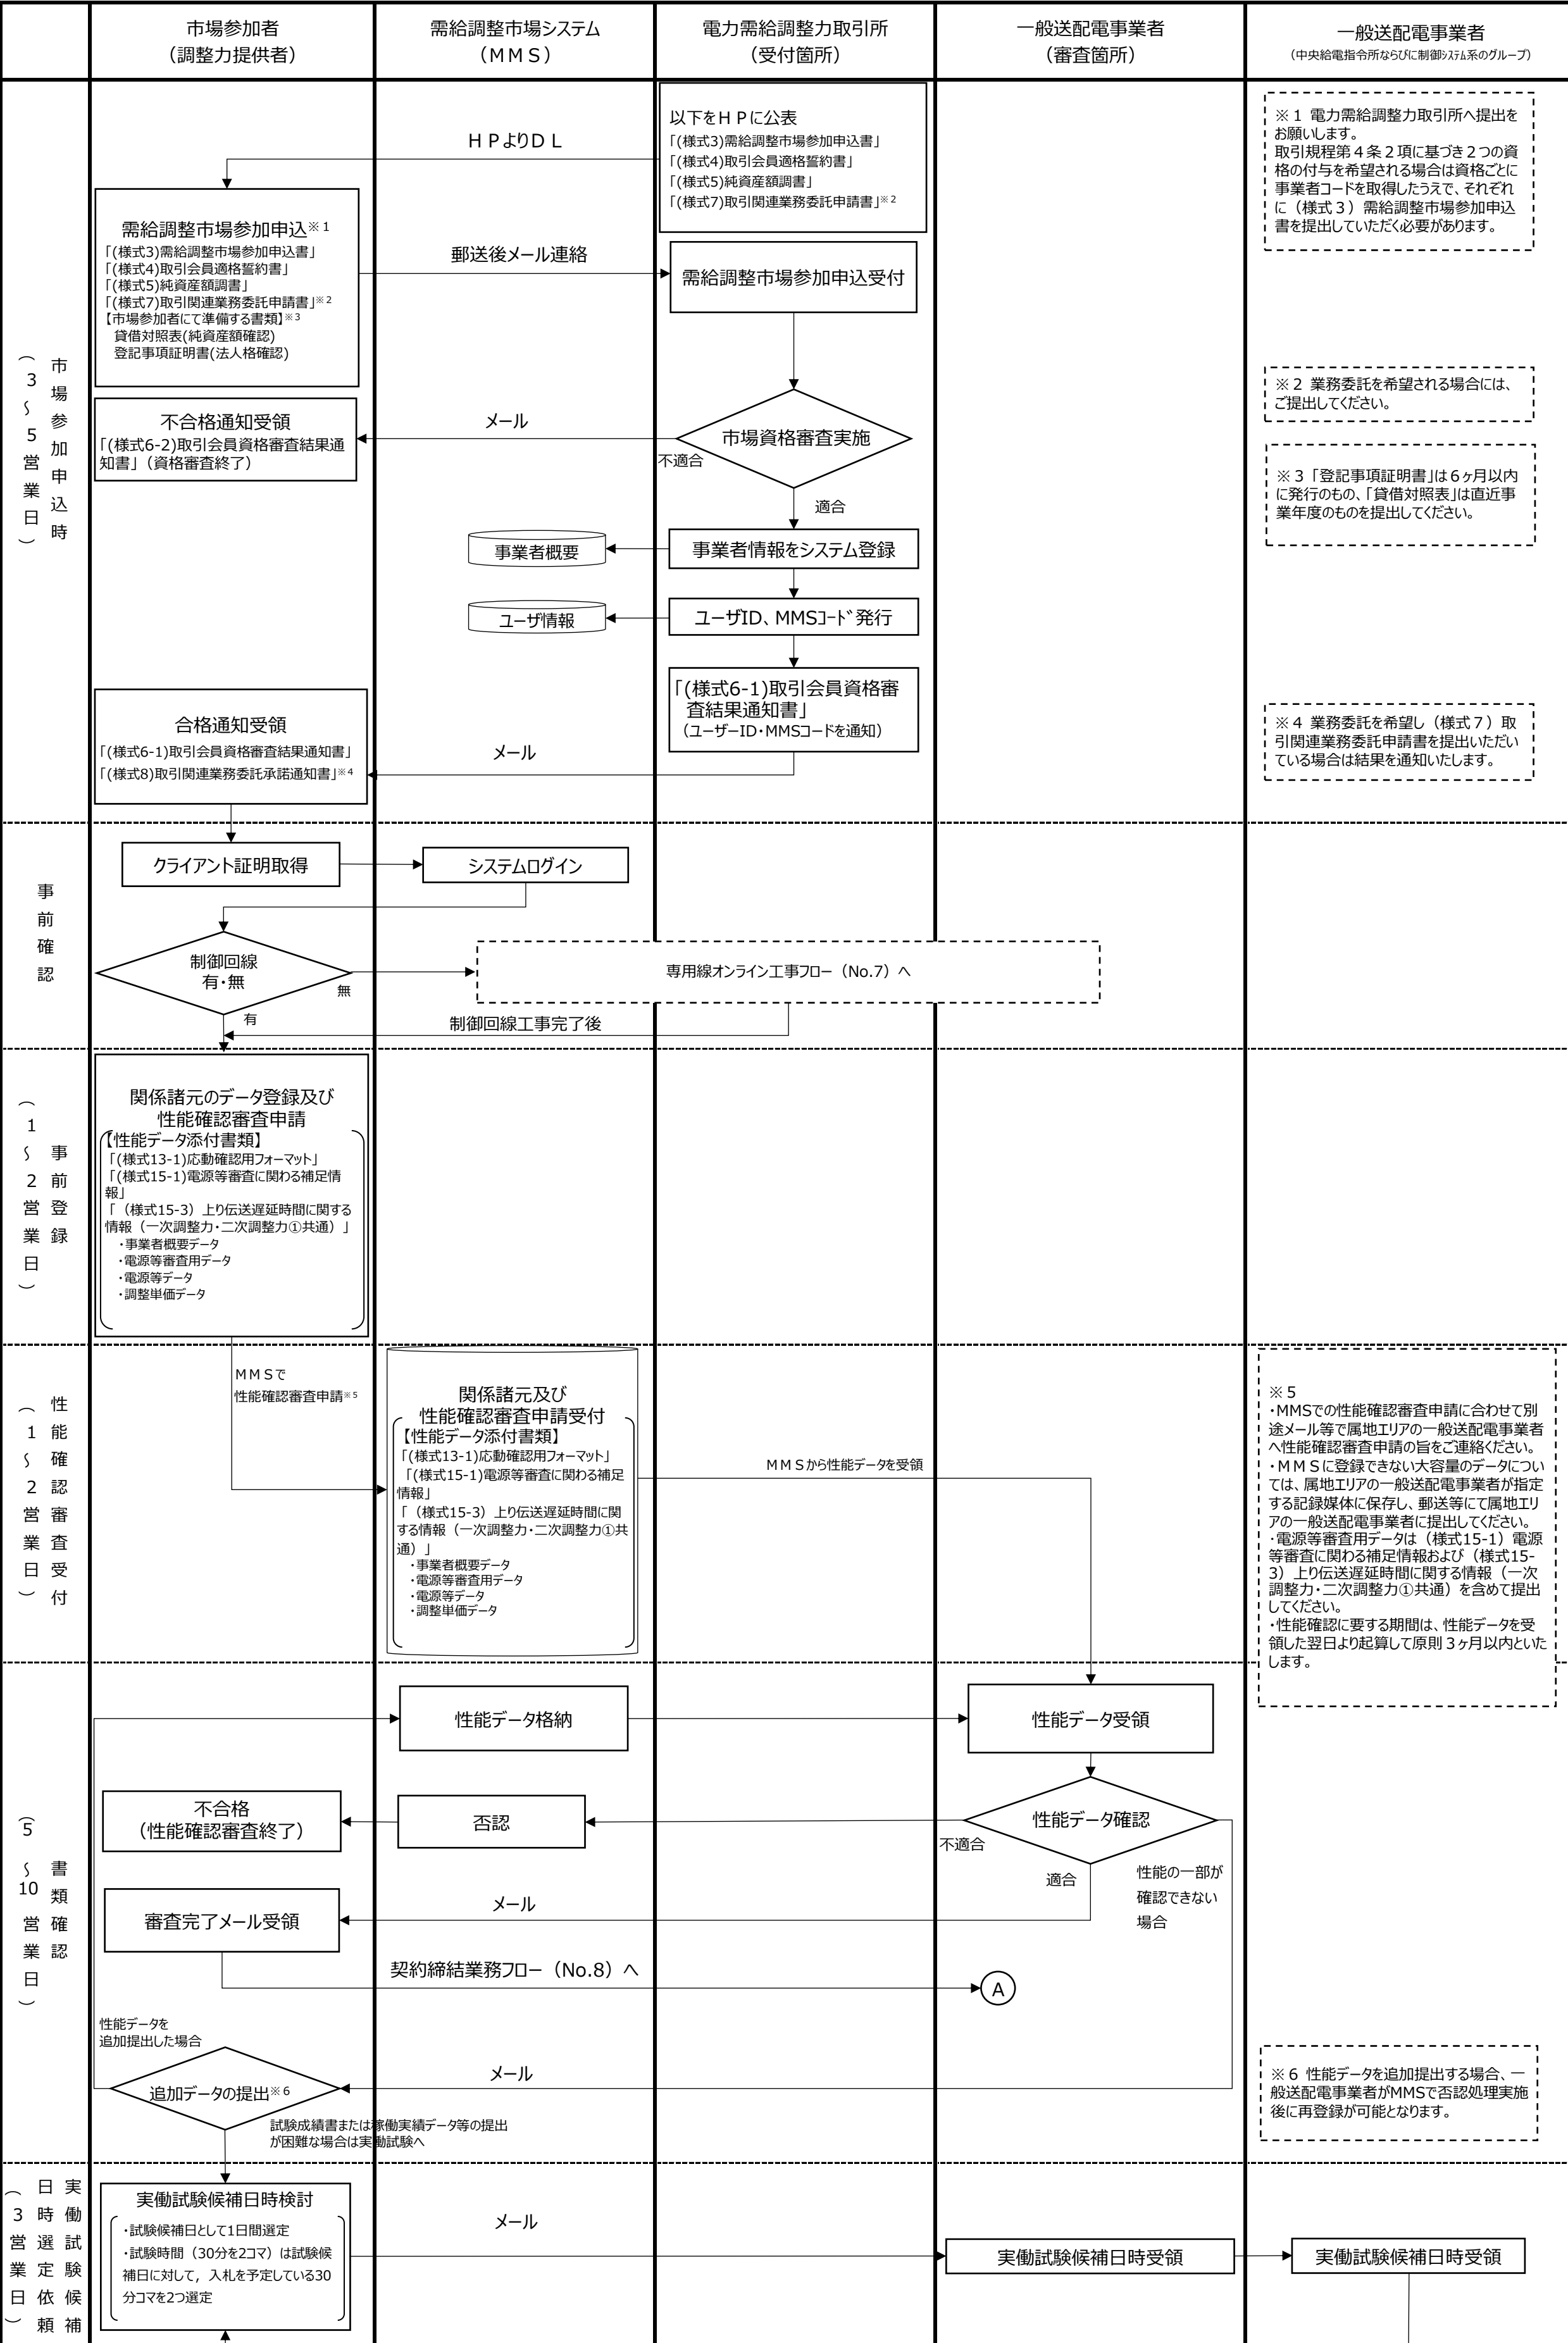 市場参加者
（調整力提供者）
需給調整市場システム
（ＭＭＳ）
電力需給調整力取引所
（受付箇所）
一般送配電事業者
（審査箇所）
一般送配電事業者
（中央給電指令所ならびに制御システム系のグループ）
市場参加申込時
（３～５営業日）
以下をＨＰに公表
「(様式3)需給調整市場参加申込書」
「(様式4)取引会員適格誓約書」
「(様式5)純資産額調書」
「(様式7)取引関連業務委託申請書」※2
ＨＰよりＤＬ
需給調整市場参加申込※1
「(様式3)需給調整市場参加申込書」
「(様式4)取引会員適格誓約書」
「(様式5)純資産額調書」
「(様式7)取引関連業務委託申請書」※2
【市場参加者にて準備する書類】※3
貸借対照表(純資産額確認)
登記事項証明書(法人格確認)
郵送後メール連絡
需給調整市場参加申込受付
市場資格審査実施
不適合
適合
メール
不合格通知受領
「(様式6-2)取引会員資格審査結果通
知書」（資格審査終了）
事業者情報をシステム登録
事業者概要
ユーザID、MMSｺｰﾄﾞ発行
ユーザ情報
「(様式6-1)取引会員資格審
査結果通知書」
（ユーザーID・MMSコードを通知）
メール
合格通知受領
「(様式6-1)取引会員資格審査結果通知書」
「(様式8)取引関連業務委託承諾通知書」※4
※１ 電力需給調整力取引所へ提出を
お願いします。
取引規程第４条２項に基づき２つの資
格の付与を希望される場合は資格ごとに
事業者コードを取得したうえで、それぞれ
に（様式３）需給調整市場参加申込
書を提出していただく必要があります。
※２ 業務委託を希望される場合には、
ご提出してください。
※３「登記事項証明書」は６ヶ月以内
に発行のもの、「貸借対照表」は直近事
業年度のものを提出してください。
※４ 業務委託を希望し（様式７）取
引関連業務委託申請書を提出いただい
ている場合は結果を通知いたします。
事前確認
クライアント証明取得
システムログイン
制御回線
有・無
無
有
専用線オンライン工事フロー（No.7）へ
制御回線工事完了後
事前登録
（１～２営業日）
関係諸元のデータ登録及び
性能確認審査申請
【性能データ添付書類】
「(様式13-1)応動確認用フォーマット」
「(様式15-1)電源等審査に関わる補足情
報」
「（様式15-3）上り伝送遅延時間に関する
情報（一次調整力・二次調整力①共通）」
・事業者概要データ
・電源等審査用データ
・電源等データ
・調整単価データ
性能確認審査受付
（１～２営業日）
ＭＭＳで
性能確認審査申請※5
関係諸元及び
性能確認審査申請受付
【性能データ添付書類】
「(様式13-1)応動確認用フォーマット」
「(様式15-1)電源等審査に関わる補足
情報」
「（様式15-3）上り伝送遅延時間に関
する情報（一次調整力・二次調整力①共
通）」
・事業者概要データ
・電源等審査用データ
・電源等データ
・調整単価データ
ＭＭＳから性能データを受領
※５
・MMSでの性能確認審査申請に合わせて別
途メール等で属地エリアの一般送配電事業者
へ性能確認審査申請の旨をご連絡ください。
・ＭＭＳに登録できない大容量のデータについ
ては、属地エリアの一般送配電事業者が指定
する記録媒体に保存し、郵送等にて属地エリ
アの一般送配電事業者に提出してください。
・電源等審査用データは（様式15-1）電源
等審査に関わる補足情報および（様式15-
3）上り伝送遅延時間に関する情報（一次
調整力・二次調整力①共通）を含めて提出
してください。
・性能確認に要する期間は、性能データを受
領した翌日より起算して原則３ヶ月以内といた
します。
書類確認
（5～10営業日）
性能データ格納
性能データ受領
不合格
（性能確認審査終了）
否認
性能データ確認
不適合
適合
性能の一部が
確認できない
場合
審査完了メール受領
メール
契約締結業務フロー（No.8）へ
A
性能データを
追加提出した場合
追加データの提出※6
メール
試験成績書または稼働実績データ等の提出
が困難な場合は実働試験へ
※６ 性能データを追加提出する場合、一
般送配電事業者がMMSで否認処理実施
後に再登録が可能となります。
実働試験候補
日時選定依頼
（３営業日）
実働試験候補日時検討
・試験候補日として1日間選定
・試験時間（30分を2コマ）は試験候
補日に対して，入札を予定している30
分コマを2つ選定
メール
実働試験候補日時受領
実働試験候補日時受領